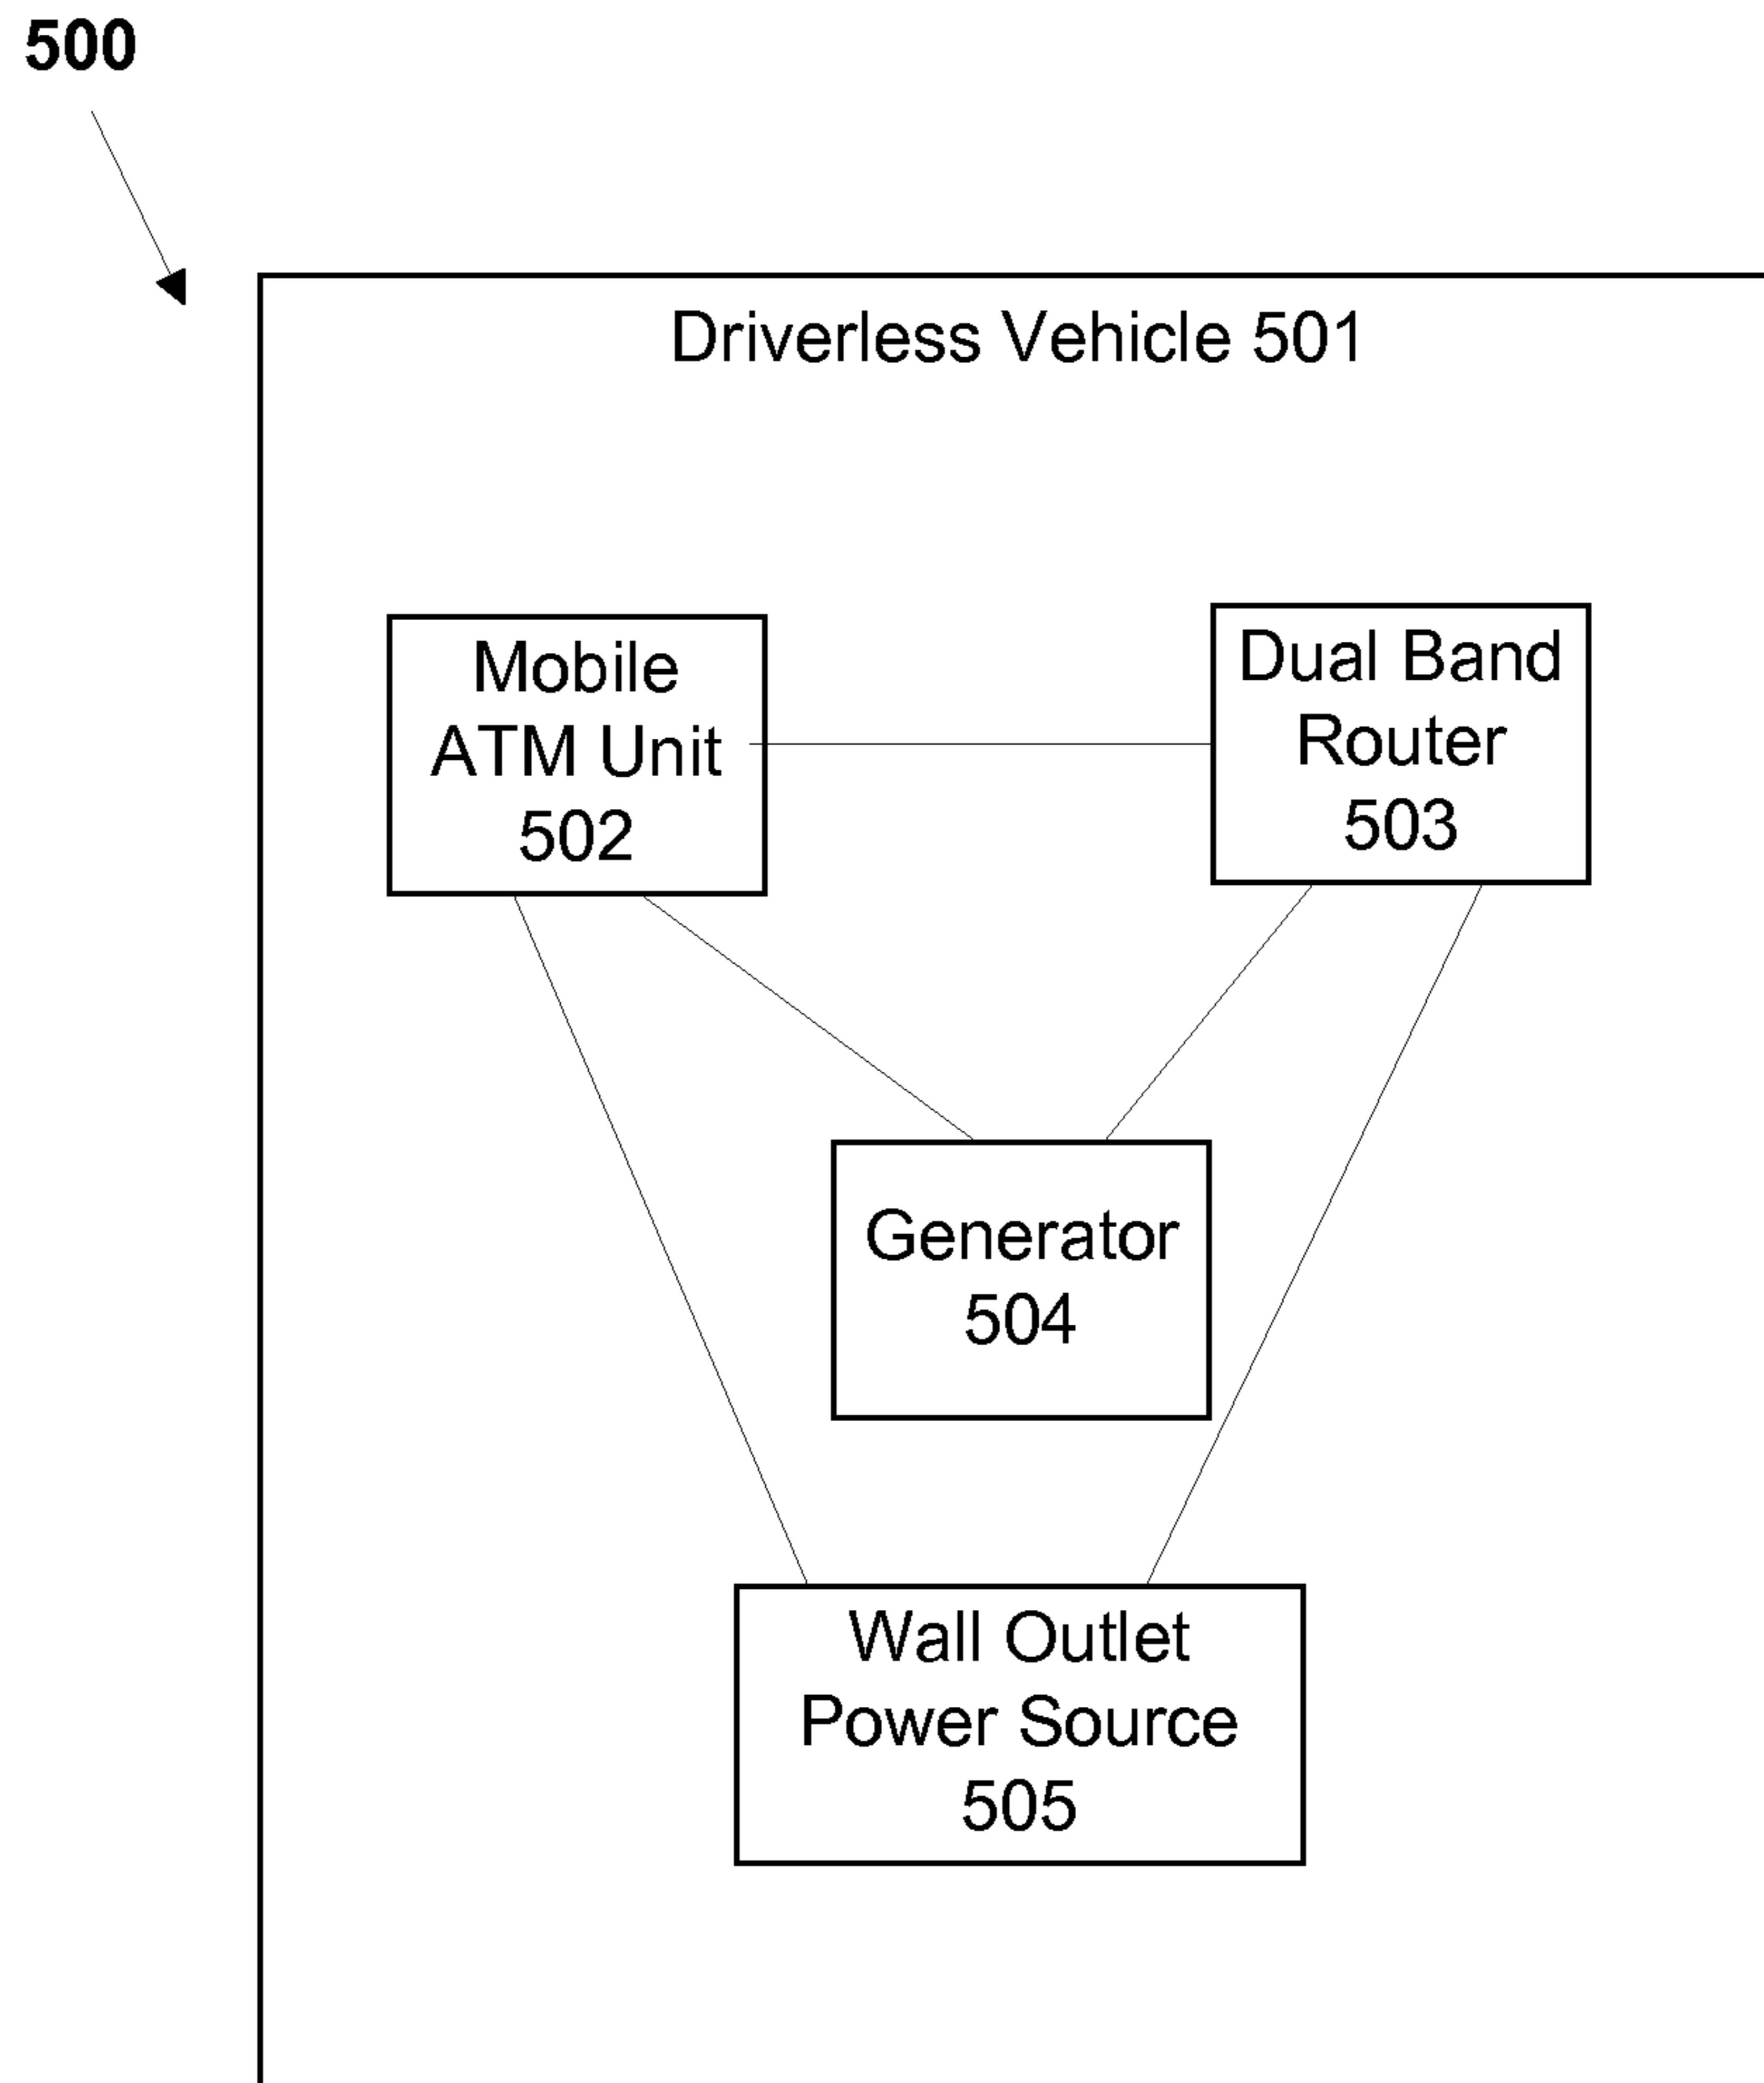 500
Driverless Vehicle 501
Mobile
ATM Unit
502
Dual Band
Router
503
Generator
504
Wall Outlet
Power Source
505